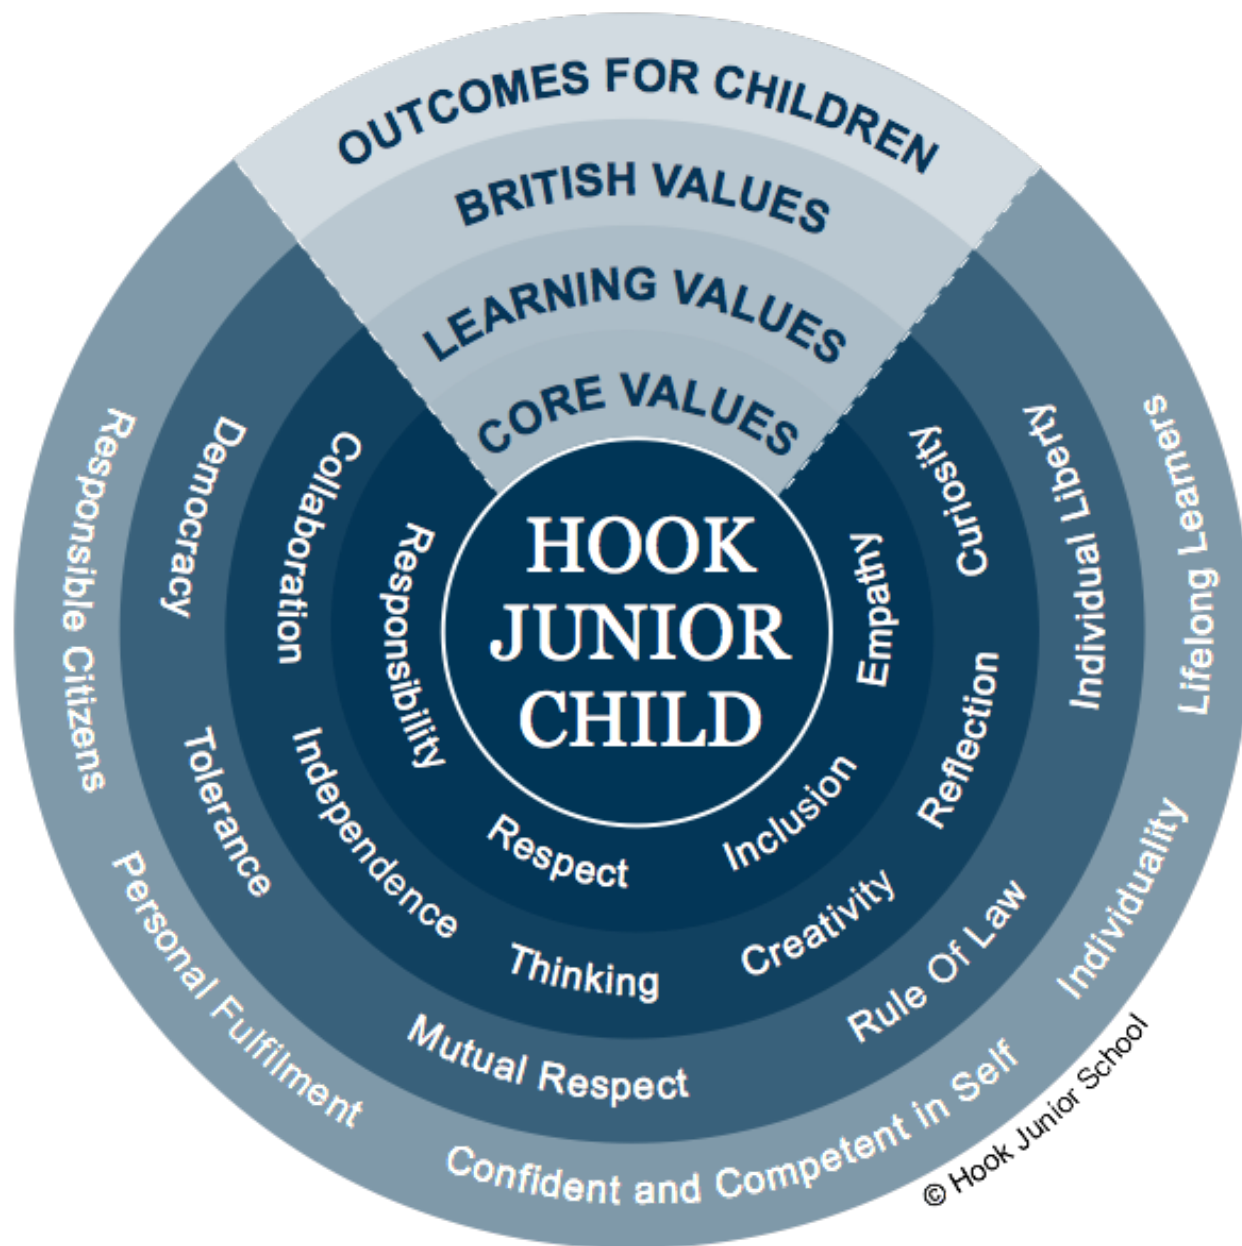 OUTCOMES FOR CHILDREN
BRITISH VALUES
LEARNING VALUES
CORE VALUES
HOOK
JUNIOR
CHILD
Responsibility
Respect
Inclusion
Empathy
Collaboration
Independence
Thinking
Creativity
Reflection
Curiosity
Democracy
Tolerance
Mutual Respect
Rule Of Law
Individual Liberty
Responsible Citizens
Personal Fulfilment
Confident and Competent in Self
Individuality
Lifelong Learners
© Hook Junior School